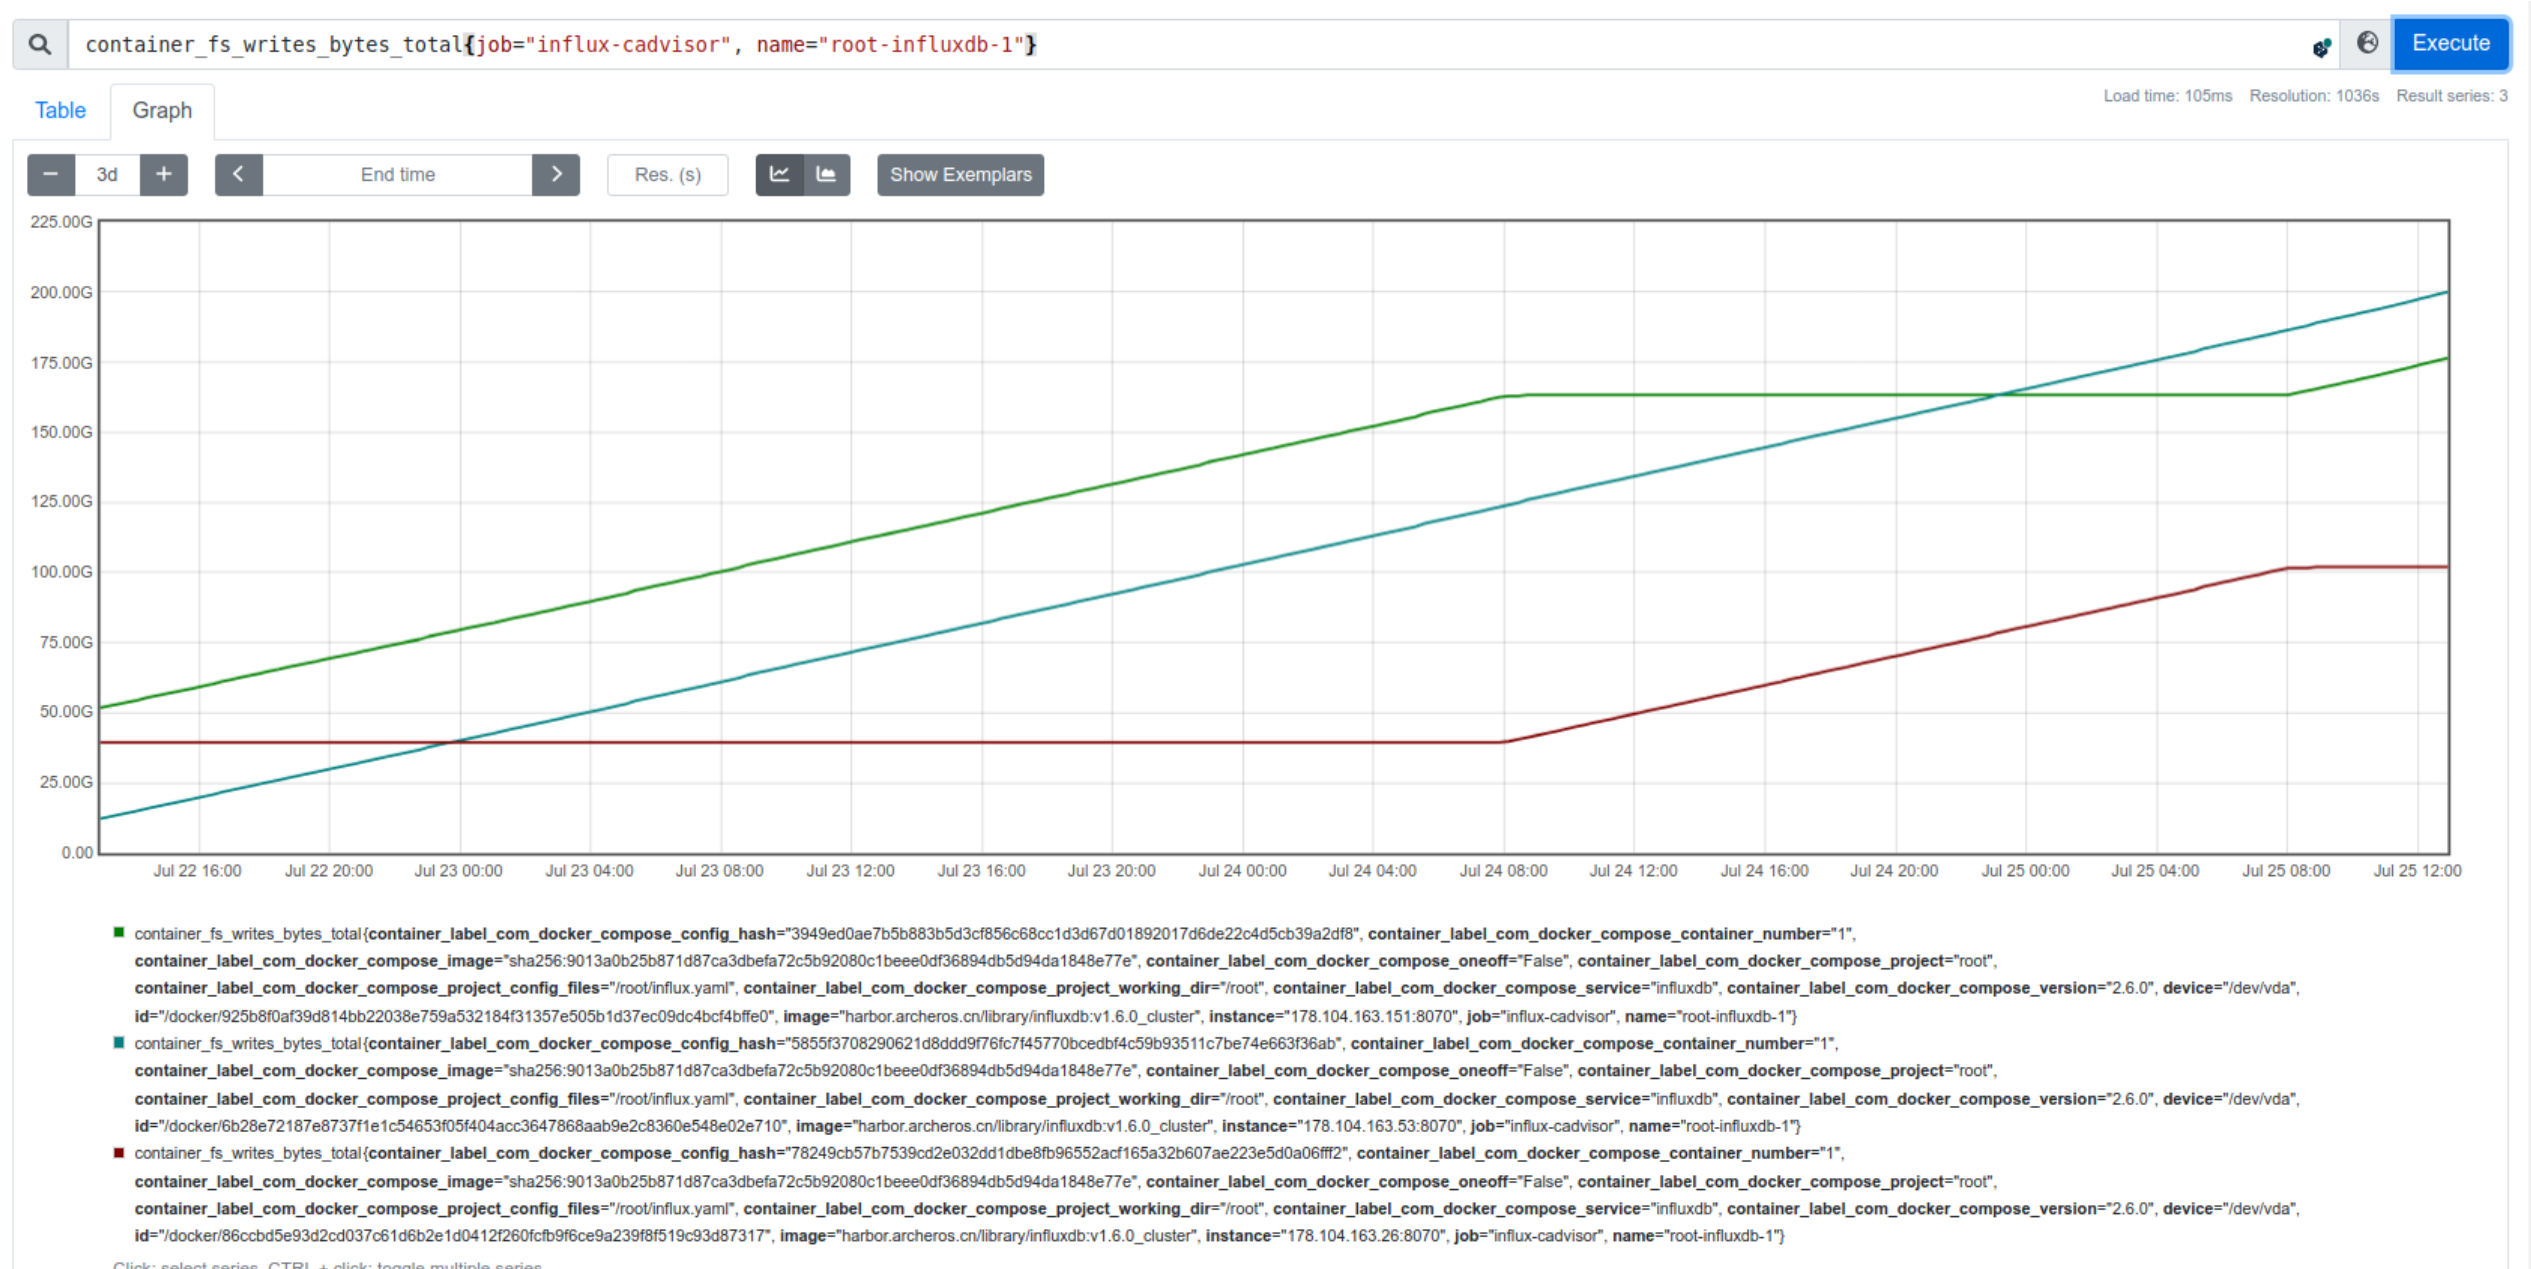 container_fs_writes_bytes_total{job="influx-cadvisor", name="root-influxdb-1"}
Execute
Table
Graph
Load time: 105ms Resolution: 1036s Result series: 3
3d
End time
Res. (s)
Show Exemplars
225.00G
200.00G
175.00G
150.00G
125.00G
100.00G
75.00G
50.00G
25.00G
0.00
Jul 22 16:00 Jul 22 20:00 Jul 23 00:00 Jul 23 04:00 Jul 23 08:00 Jul 23 12:00 Jul 23 16:00 Jul 23 20:00 Jul 24 00:00 Jul 24 04:00 Jul 24 08:00 Jul 24 12:00 Jul 24 16:00 Jul 24 20:00 Jul 25 00:00 Jul 25 04:00 Jul 25 08:00 Jul 25 12:00
container_fs_writes_bytes_total{container_label_com_docker_compose_config_hash="3949ed0ae7b5b883b5d3cf856c68cc1d3d67d01892017d6de22c4d5cb39a2df8", container_label_com_docker_compose_container_number="1",
container_label_com_docker_compose_image="sha256:9013a0b25b871d87ca3dbefa72c5b92080c1beee0df36894db5d94da1848e77e", container_label_com_docker_compose_oneoff="False", container_label_com_docker_compose_project="root",
container_label_com_docker_compose_project_config_files="/root/influx.yaml", container_label_com_docker_compose_project_working_dir="/root", container_label_com_docker_compose_service="influxdb", container_label_com_docker_compose_version="2.6.0", device="/dev/vda",
id="/docker/925b8f0af39d814bb22038e759a532184f31357e505b1d37ec09dc4bcf4bffe0", image="harbor.archeros.cn/library/influxdb:v1.6.0_cluster", instance="178.104.163.151:8070", job="influx-cadvisor", name="root-influxdb-1"}
container_fs_writes_bytes_total{container_label_com_docker_compose_config_hash="5855f3708290621d8ddd9f76fc7f45770bcedbf4c59b93511c7be74e663f36ab", container_label_com_docker_compose_container_number="1",
container_label_com_docker_compose_image="sha256:9013a0b25b871d87ca3dbefa72c5b92080c1beee0df36894db5d94da1848e77e", container_label_com_docker_compose_oneoff="False", container_label_com_docker_compose_project="root",
container_label_com_docker_compose_project_config_files="/root/influx.yaml", container_label_com_docker_compose_project_working_dir="/root", container_label_com_docker_compose_service="influxdb", container_label_com_docker_compose_version="2.6.0", device="/dev/vda",
id="/docker/6b28e72187e8737f1e1c54653f05f404acc3647868aab9e2c8360e548e02e710", image="harbor.archeros.cn/library/influxdb:v1.6.0_cluster", instance="178.104.163.53:8070", job="influx-cadvisor", name="root-influxdb-1"}
container_fs_writes_bytes_total{container_label_com_docker_compose_config_hash="78249cb57b7539cd2e032dd1dbe8fb96552acf165a32b607ae223e5d0a06fff2", container_label_com_docker_compose_container_number="1",
container_label_com_docker_compose_image="sha256:9013a0b25b871d87ca3dbefa72c5b92080c1beee0df36894db5d94da1848e77e", container_label_com_docker_compose_oneoff="False", container_label_com_docker_compose_project="root",
container_label_com_docker_compose_project_config_files="/root/influx.yaml", container_label_com_docker_compose_project_working_dir="/root", container_label_com_docker_compose_service="influxdb", container_label_com_docker_compose_version="2.6.0", device="/dev/vda",
id="/docker/86ccbd5e93d2cd037c61d6b2e1d0412f260fcfb9f6ce9a239f8f519c93d87317", image="harbor.archeros.cn/library/influxdb:v1.6.0_cluster", instance="178.104.163.26:8070", job="influx-cadvisor", name="root-influxdb-1"}
Click: select series, CTRL + click: toggle multiple series